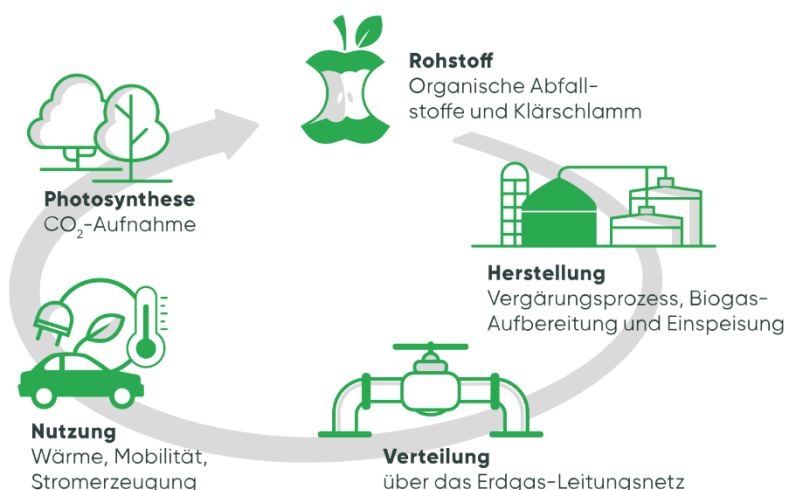 Rohstoff
Organische Abfall-
stoffe und Klärschlamm
Herstellung
Vergärungsprozess, Biogas-
Aufbereitung und Einspeisung
Verteilung
über das Erdgas-Leitungsnetz
Nutzung
Wärme, Mobilität,
Stromerzeugung
Photosynthese
CO₂-Aufnahme